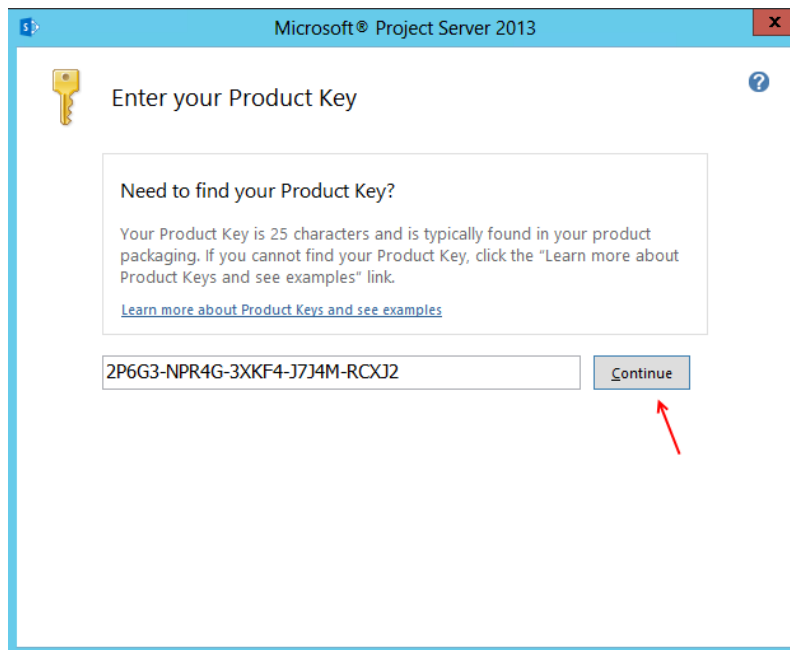 Microsoft® Project Server 2013
Enter your Product Key
Need to find your Product Key?
Your Product Key is 25 characters and is typically found in your product
packaging. If you cannot find your Product Key, click the “Learn more about
Product Keys and see examples” link.
Learn more about Product Keys and see examples
2P6G3-NPR4G-3XKF4-J7J4M-RCXJ2
Continue